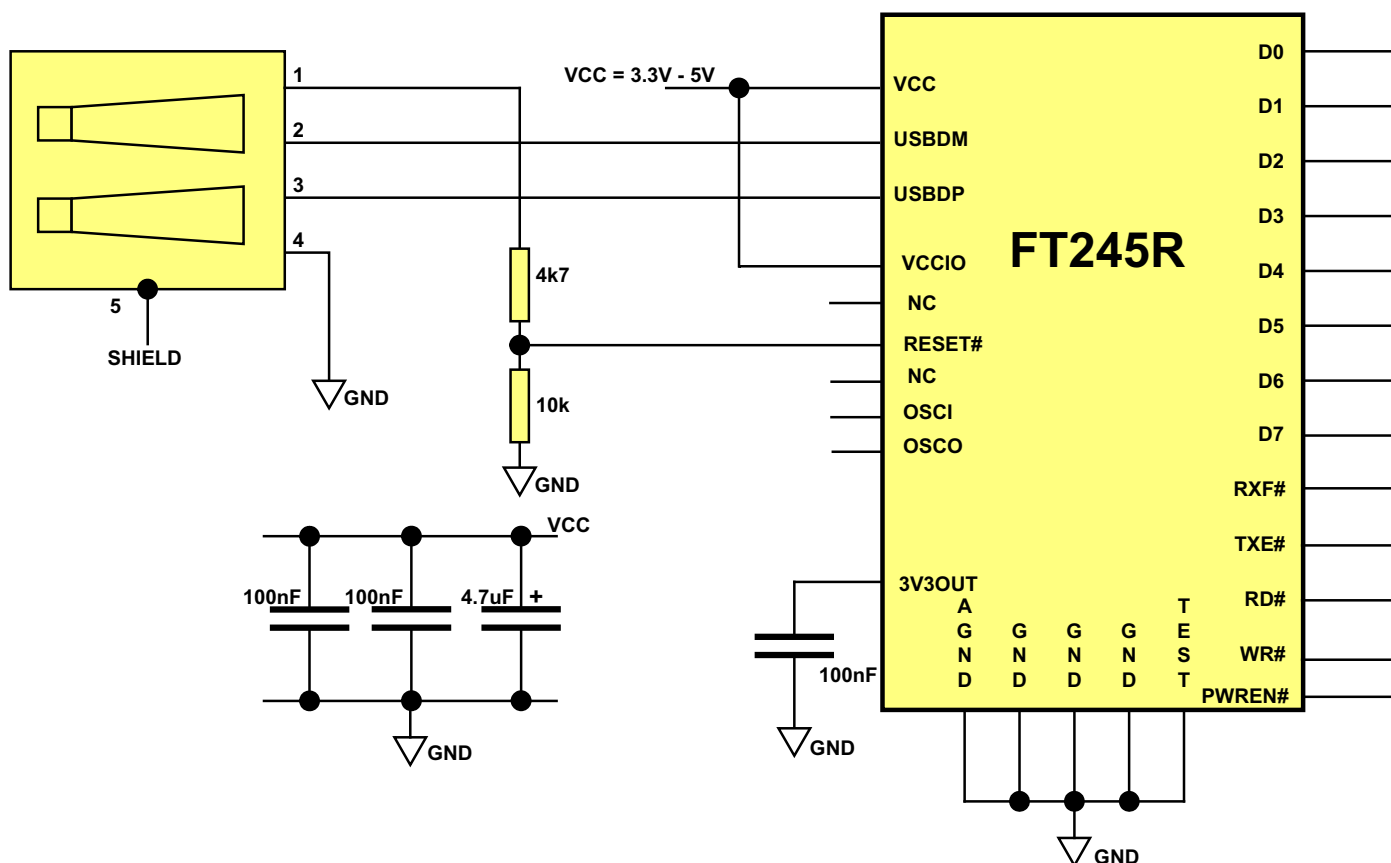 1
2
3
4
5
SHIELD
GND
4k7
10k
GND
VCC = 3.3V - 5V
VCC
100nF
100nF
4.7uF +
GND
FT245R
VCC
USBDM
USBDP
VCCIO
NC
RESET#
NC
OSCI
OSCO
3V3OUT
100nF
GND
AGND
GND
GND
GND
TEST
GND
D0
D1
D2
D3
D4
D5
D6
D7
RXF#
TXE#
RD#
WR#
PWREN#